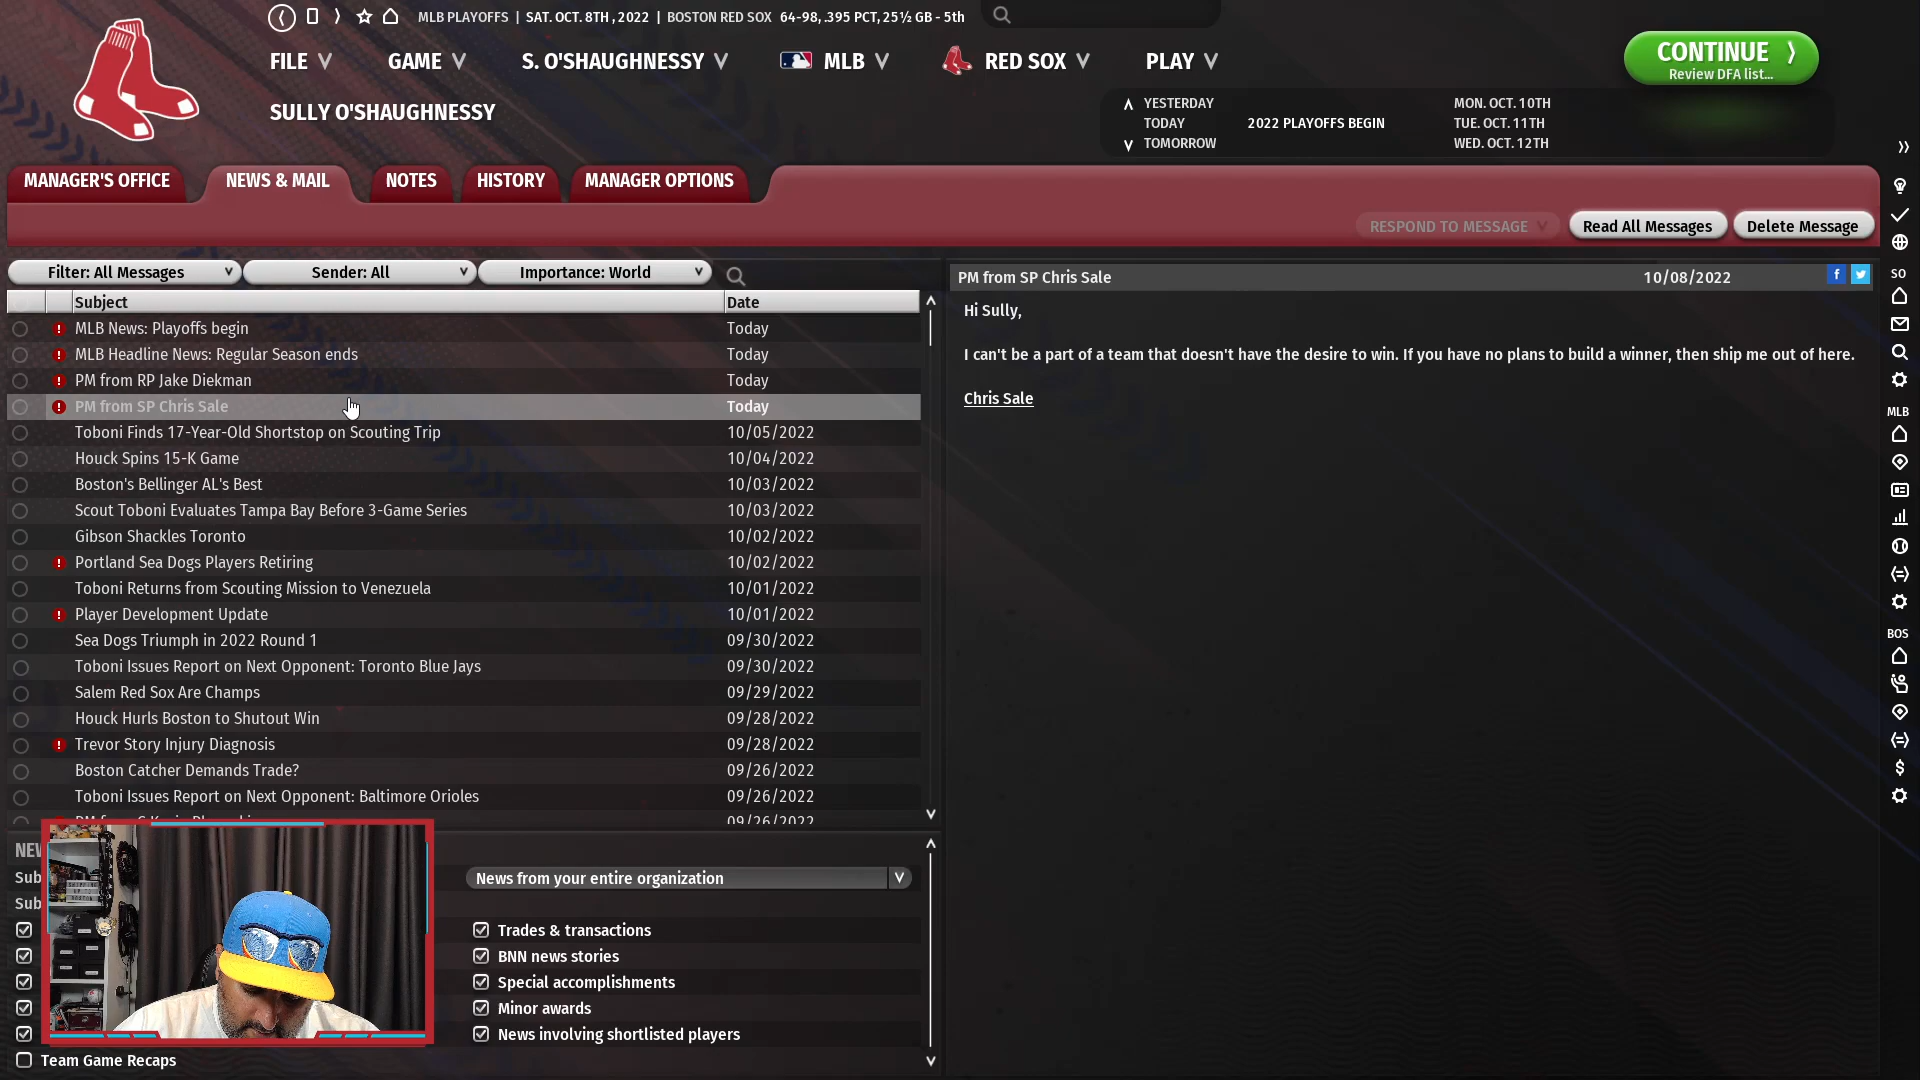 MLB PLAYOFFS | SAT. OCT. 8TH , 2022 | BOSTON RED SOX 64-98, .395 PCT, 25½ GB - 5th
FILE GAME S. O'SHAUGHNESSY MLB RED SOX PLAY
CONTINUE
Review DFA list...
SULLY O'SHAUGHNESSY
YESTERDAY MON. OCT. 10TH
TODAY 2022 PLAYOFFS BEGIN TUE. OCT. 11TH
TOMORROW WED. OCT. 12TH
MANAGER'S OFFICE NEWS & MAIL NOTES HISTORY MANAGER OPTIONS
RESPOND TO MESSAGE Read All Messages Delete Message
Filter: All Messages Sender: All Importance: World
Subject Date
MLB News: Playoffs begin Today
MLB Headline News: Regular Season ends Today
PM from RP Jake Diekman Today
PM from SP Chris Sale Today
Toboni Finds 17-Year-Old Shortstop on Scouting Trip 10/05/2022
Houck Spins 15-K Game 10/04/2022
Boston's Bellinger AL's Best 10/03/2022
Scout Toboni Evaluates Tampa Bay Before 3-Game Series 10/03/2022
Gibson Shackles Toronto 10/02/2022
Portland Sea Dogs Players Retiring 10/02/2022
Toboni Returns from Scouting Mission to Venezuela 10/01/2022
Player Development Update 10/01/2022
Sea Dogs Triumph in 2022 Round 1 09/30/2022
Toboni Issues Report on Next Opponent: Toronto Blue Jays 09/30/2022
Salem Red Sox Are Champs 09/29/2022
Houck Hurls Boston to Shutout Win 09/28/2022
Trevor Story Injury Diagnosis 09/28/2022
Boston Catcher Demands Trade? 09/26/2022
Toboni Issues Report on Next Opponent: Baltimore Orioles 09/26/2022
09/26/2022
PM from SP Chris Sale 10/08/2022
Hi Sully,
I can't be a part of a team that doesn't have the desire to win. If you have no plans to build a winner, then ship me out of here.
Chris Sale
NEW
Sub
Sub
News from your entire organization
Trades & transactions
BNN news stories
Special accomplishments
Minor awards
News involving shortlisted players
Team Game Recaps
SO
MLB
BOS